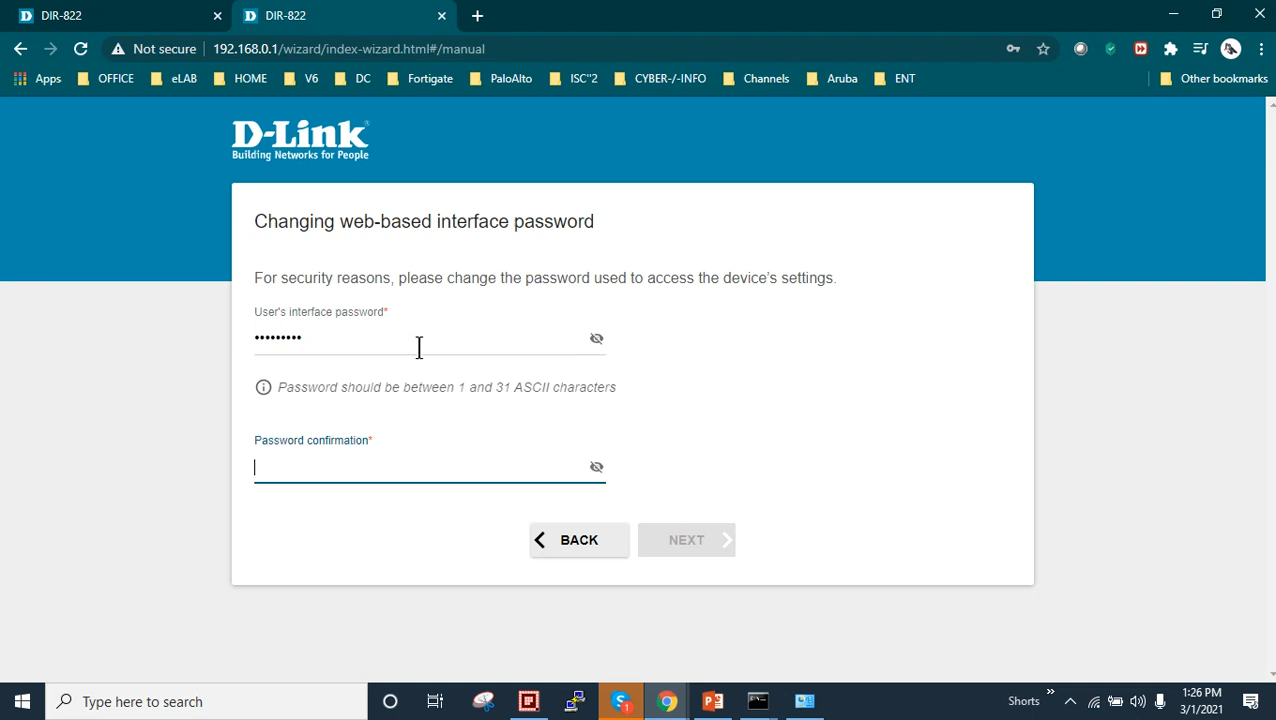 DIR-822
DIR-822
Not secure 192.168.0.1/wizard/index-wizard.html#/manual
Apps OFFICE eLAB HOME V6 DC Fortigate PaloAlto ISC"2 CYBER-/-INFO Channels Aruba ENT Other bookmarks
D-Link®
Building Networks for People
Changing web-based interface password
For security reasons, please change the password used to access the device's settings.
User's interface password*
•••••••••
Password should be between 1 and 31 ASCII characters
Password confirmation*
BACK
NEXT
Type here to search
Shorts
1:26 PM
3/1/2021
1